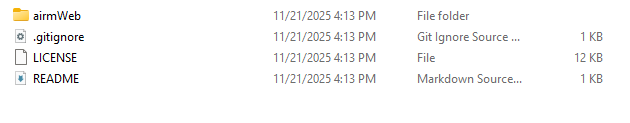 airmWeb 11/21/2025 4:13 PM File folder
.gitignore 11/21/2025 4:13 PM Git Ignore Source ... 1 KB
LICENSE 11/21/2025 4:13 PM File 12 KB
README 11/21/2025 4:13 PM Markdown Source... 1 KB